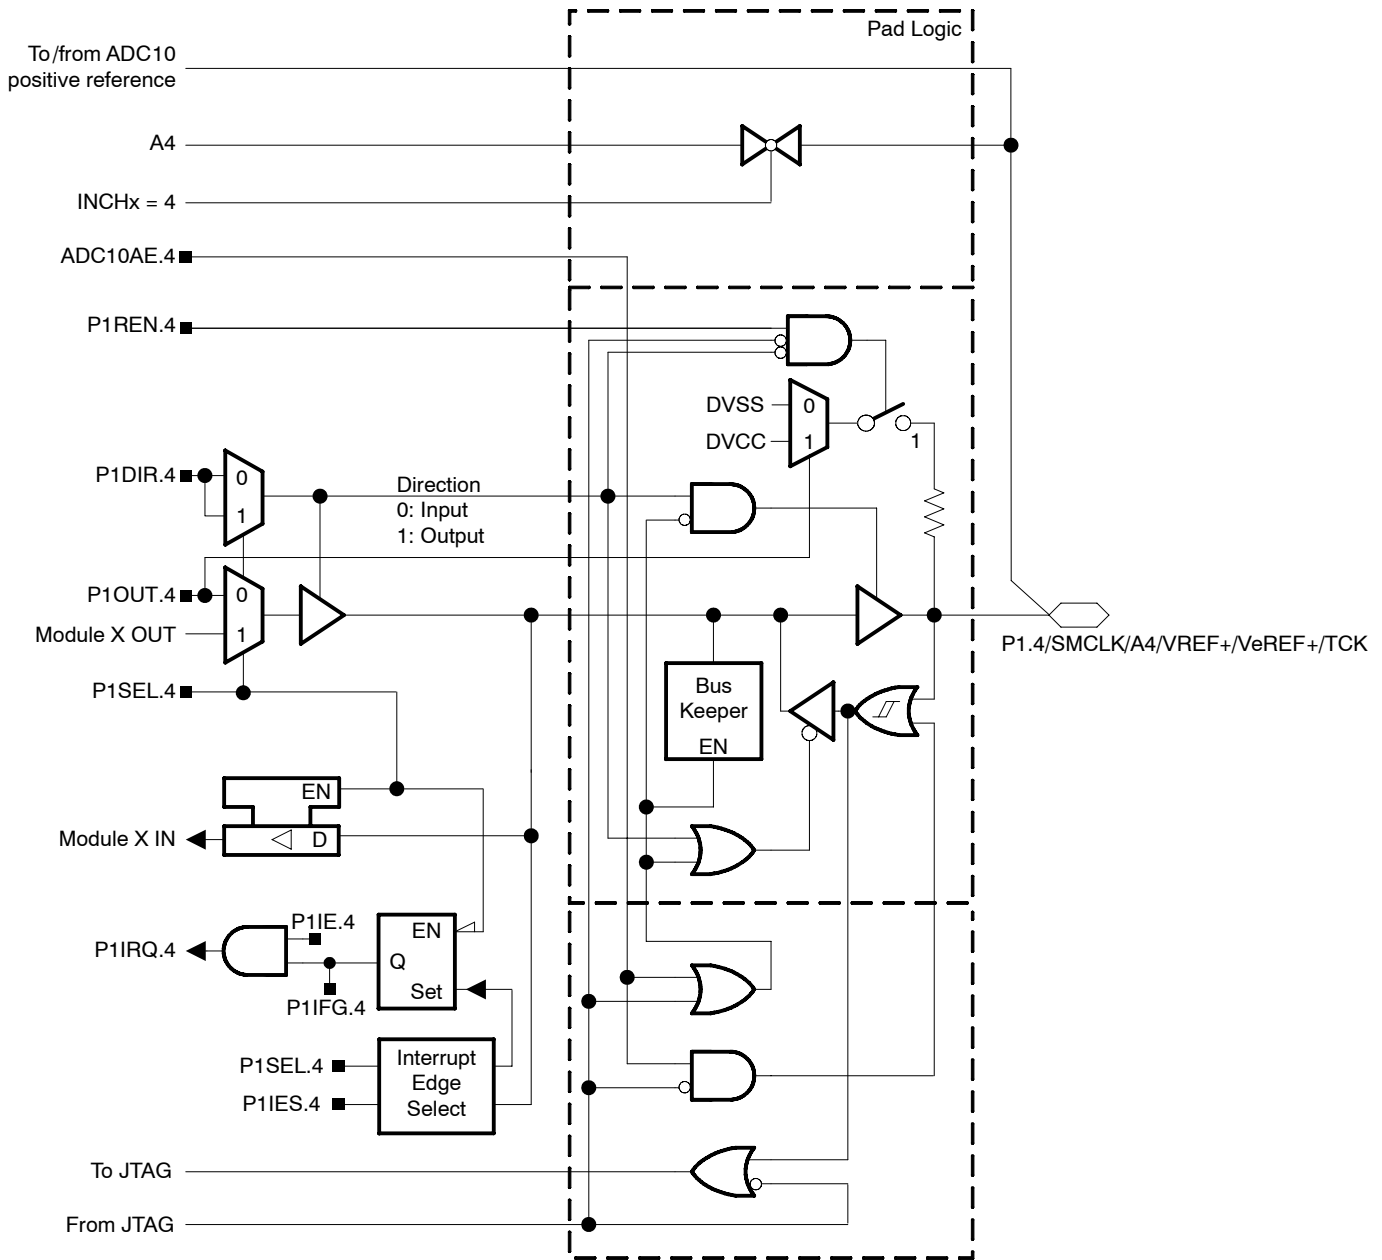 Pad Logic
To/from ADC10
positive reference
A4
INCHx = 4
ADC10AE.4
P1REN.4
DVSS
0
DVCC
1
1
P1DIR.4
0
1
Direction
0: Input
1: Output
P1OUT.4
0
Module X OUT
1
P1.4/SMCLK/A4/VREF+/VeREF+/TCK
P1SEL.4
Bus
Keeper
EN
EN
Module X IN
D
P1IE.4
EN
P1IRQ.4
Q
Set
P1IFG.4
P1SEL.4
Interrupt
Edge
Select
P1IES.4
To JTAG
From JTAG